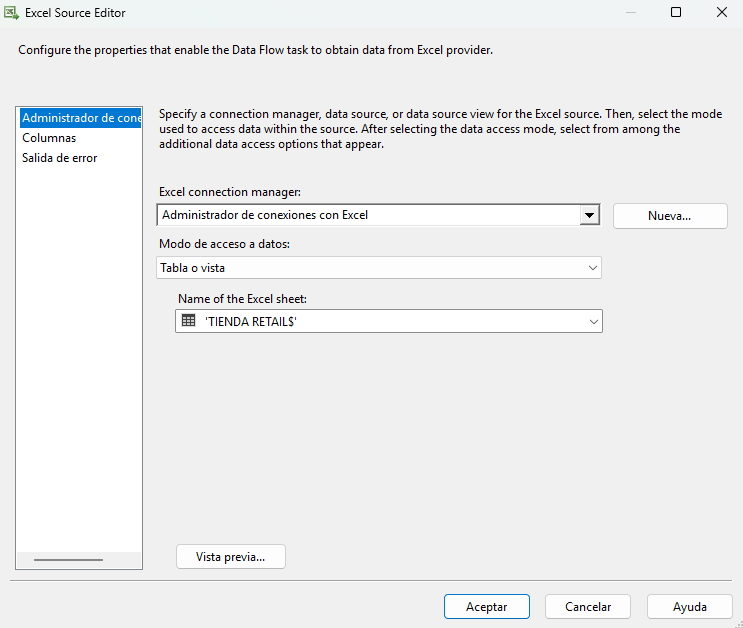 Excel Source Editor
Configure the properties that enable the Data Flow task to obtain data from Excel provider.
Administrador de cone
Columnas
Salida de error
Specify a connection manager, data source, or data source view for the Excel source. Then, select the mode
used to access data within the source. After selecting the data access mode, select from among the
additional data access options that appear.
Excel connection manager:
Administrador de conexiones con Excel
Nueva...
Modo de acceso a datos:
Tabla o vista
Name of the Excel sheet:
'TIENDA RETAIL$'
Vista previa...
Aceptar
Cancelar
Ayuda